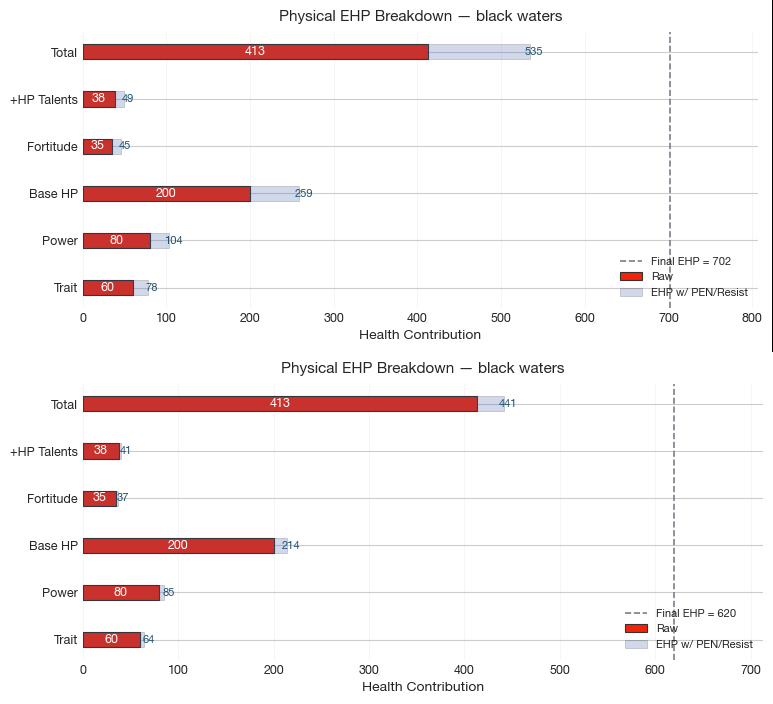 Physical EHP Breakdown — black waters
Total 413 535
+HP Talents 38 49
Fortitude 35 45
Base HP 200 259
Power 80 104
Trait 60 78
Final EHP = 702
Raw
EHP w/ PEN/Resist
0 100 200 300 400 500 600 700 800
Health Contribution
Physical EHP Breakdown — black waters
Total 413 441
+HP Talents 38 41
Fortitude 35 37
Base HP 200 214
Power 80 85
Trait 60 64
Final EHP = 620
Raw
EHP w/ PEN/Resist
0 100 200 300 400 500 600 700
Health Contribution